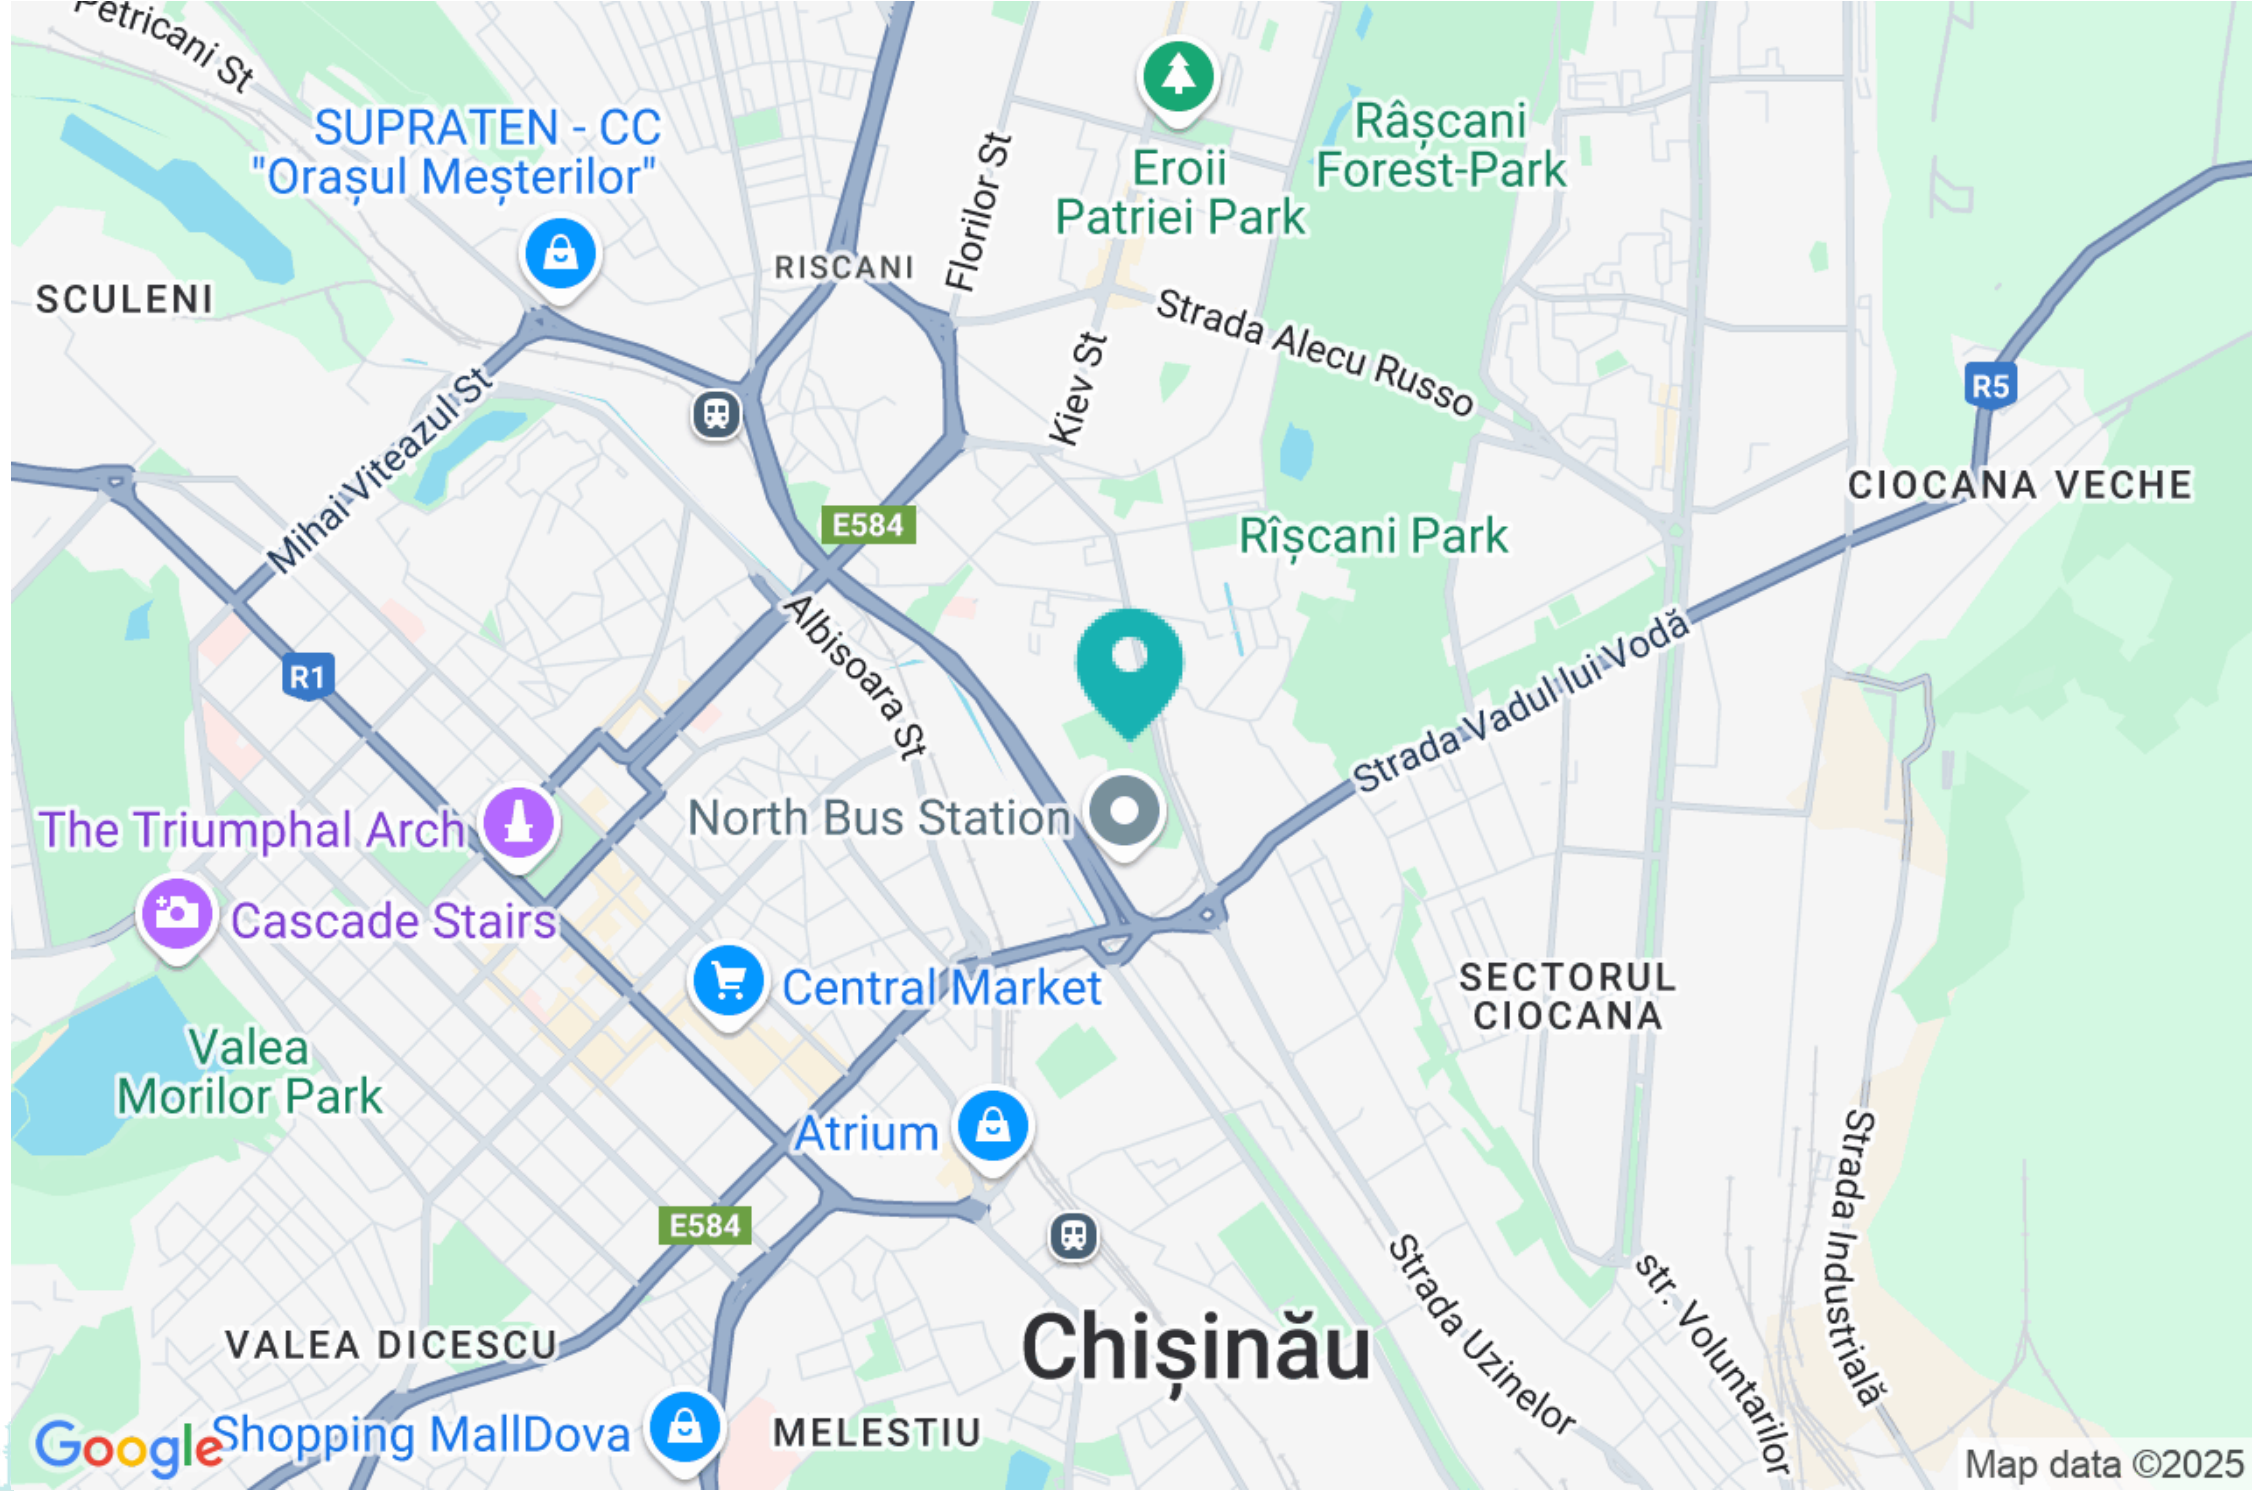 Petricani St
SUPRATEN - CC
"Orașul Meșterilor"
SCULENI
RISCANI
Florilor St
Eroii
Patriei Park
Râșcani
Forest-Park
Strada Alecu Russo
Kiev St
Mihai Viteazul St
R5
CIOCANA VECHE
E584
Rîșcani Park
Albisoara St
R1
Strada Vadul lui Vodă
The Triumphal Arch
North Bus Station
Cascade Stairs
Central Market
SECTORUL
CIOCANA
Valea
Morilor Park
Atrium
E584
Strada Industrială
Strada Uzinelor
str. Voluntarilor
VALEA DICESCU
Chișinău
Google
Shopping MallDova
MELESTIU
Map data ©2025